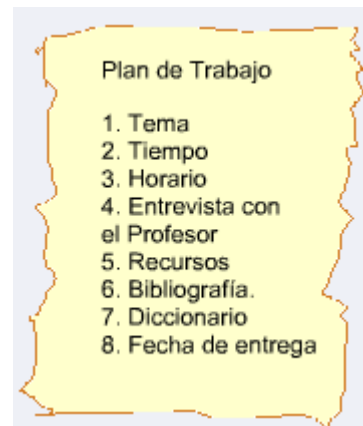 Plan de Trabajo
1. Tema
2. Tiempo
3. Horario
4. Entrevista con
el Profesor
5. Recursos
6. Bibliografía.
7. Diccionario
8. Fecha de entrega